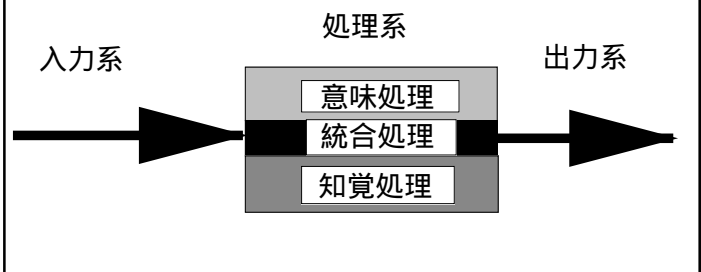 処理系
入力系
出力系
意味処理
統合処理
知覚処理